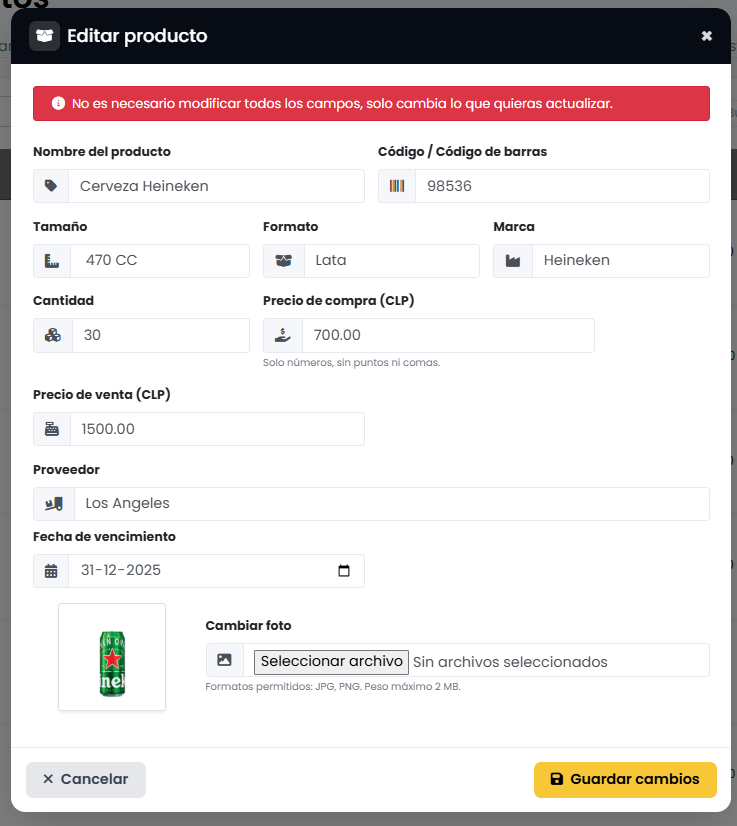 Editar producto
No es necesario modificar todos los campos, solo cambia lo que quieras actualizar.
Nombre del producto
Código / Código de barras
Cerveza Heineken
98536
Tamaño
Formato
Marca
470 CC
Lata
Heineken
Cantidad
Precio de compra (CLP)
30
700.00
Solo números, sin puntos ni comas.
Precio de venta (CLP)
1500.00
Proveedor
Los Angeles
Fecha de vencimiento
31-12-2025
Cambiar foto
Seleccionar archivo Sin archivos seleccionados
Formatos permitidos: JPG, PNG. Peso máximo 2 MB.
Cancelar
Guardar cambios